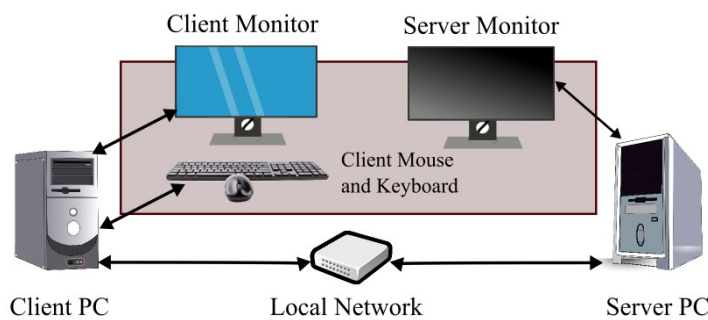 Client Monitor
Server Monitor
Client Mouse
and Keyboard
Client PC
Local Network
Server PC